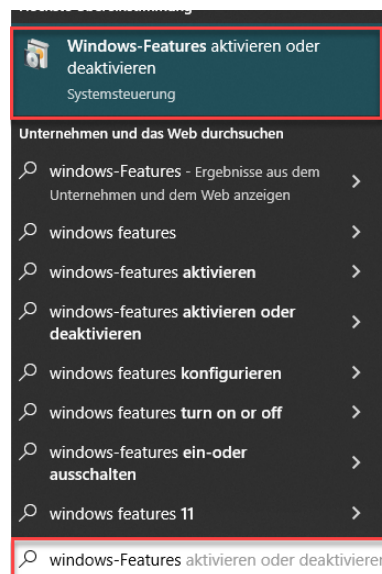 Höchste Übereinstimmung
Windows-Features aktivieren oder
deaktivieren
Systemsteuerung
Unternehmen und das Web durchsuchen
windows-Features - Ergebnisse aus dem
Unternehmen und dem Web anzeigen
windows features
windows-features aktivieren
windows-features aktivieren oder
deaktivieren
windows features konfigurieren
windows features turn on or off
windows-features ein-oder
ausschalten
windows features 11
windows-Features aktivieren oder deaktivieren